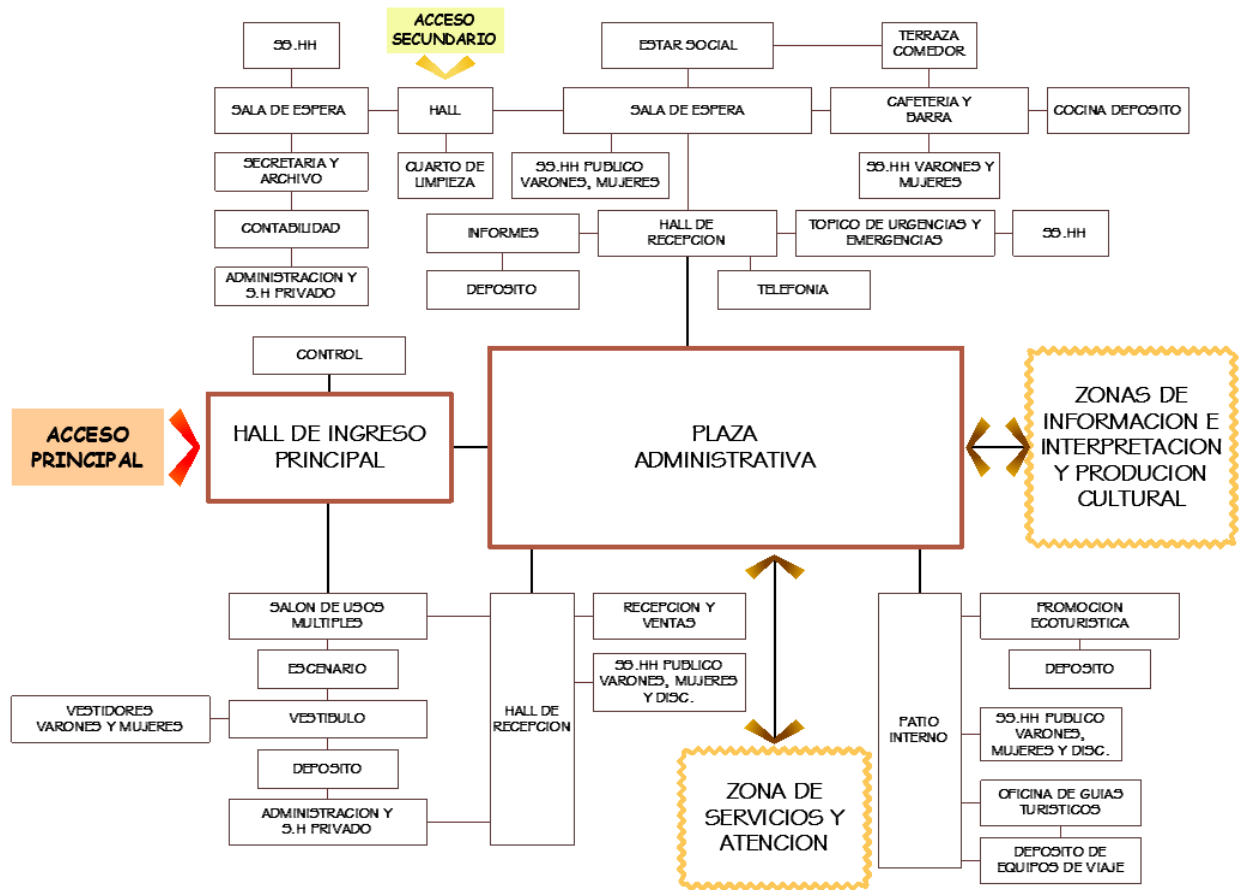 ACCESO
SECUNDARIO
SS.HH
ESTAR SOCIAL
TERRAZA
COMEDOR
SALA DE ESPERA
HALL
SALA DE ESPERA
CAFETERIA Y
BARRA
COCINA DEPOSITO
SECRETARIA Y
ARCHIVO
CUARTO DE
LIMPIEZA
SS.HH PUBLICO
VARONES, MUJERES
SS.HH VARONES Y
MUJERES
CONTABILIDAD
INFORMES
HALL DE
RECEPCION
TOPICO DE URGENCIAS Y
EMERGENCIAS
SS.HH
ADMINISTRACION Y
S.H PRIVADO
DEPOSITO
TELEFONIA
CONTROL
ACCESO
PRINCIPAL
HALL DE INGRESO
PRINCIPAL
PLAZA
ADMINISTRATIVA
ZONAS DE
INFORMACION E
INTERPRETACION
Y PRODUCION
CULTURAL
SALON DE USOS
MULTIPLES
ESCENARIO
VESTIDORES
VARONES Y MUJERES
VESTIBULO
DEPOSITO
ADMINISTRACION Y
S.H PRIVADO
HALL DE
RECEPCION
RECEPCION Y
VENTAS
SS.HH PUBLICO
VARONES, MUJERES
Y DISC.
ZONA DE
SERVICIOS Y
ATENCION
PATIO
INTERNO
PROMOCION
ECOTURISTICA
DEPOSITO
SS.HH PUBLICO
VARONES,
MUJERES Y DISC.
OFICINA DE GUIAS
TURISTICOS
DEPOSITO DE
EQUIPOS DE VIAJE